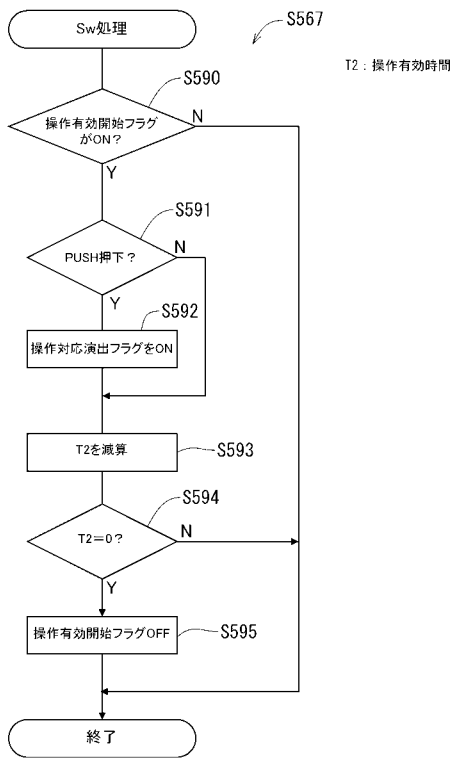 Sw処理
S567
T2：操作有効時間
S590
操作有効開始フラグ
がON？
N
Y
S591
PUSH押下？
N
Y
S592
操作対応演出フラグをON
T2を減算
S593
S594
T2＝0？
N
Y
操作有効開始フラグOFF
S595
終了